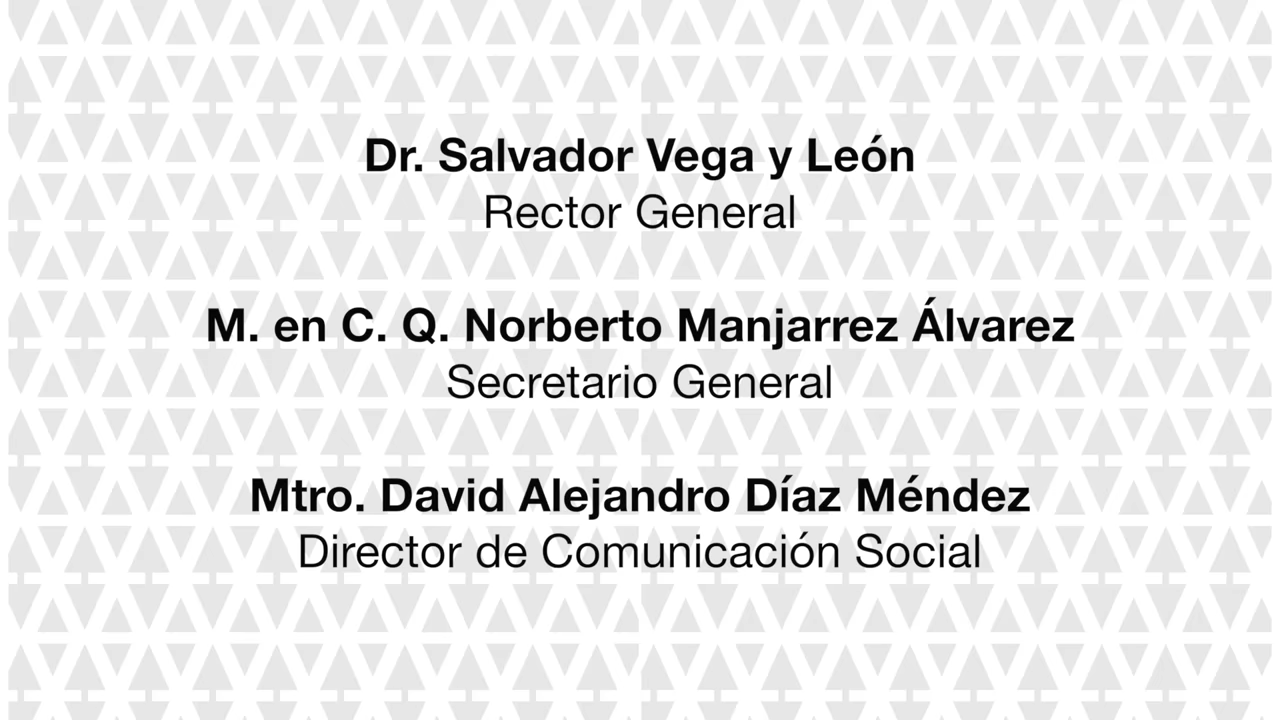 Dr. Salvador Vega y León
Rector General
M. en C. Q. Norberto Manjarrez Álvarez
Secretario General
Mtro. David Alejandro Díaz Méndez
Director de Comunicación Social